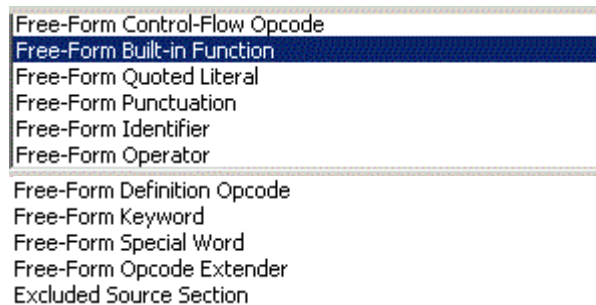 Free-Form Control-Flow Opcode
Free-Form Built-in Function
Free-Form Quoted Literal
Free-Form Punctuation
Free-Form Identifier
Free-Form Operator
Free-Form Definition Opcode
Free-Form Keyword
Free-Form Special Word
Free-Form Opcode Extender
Excluded Source Section